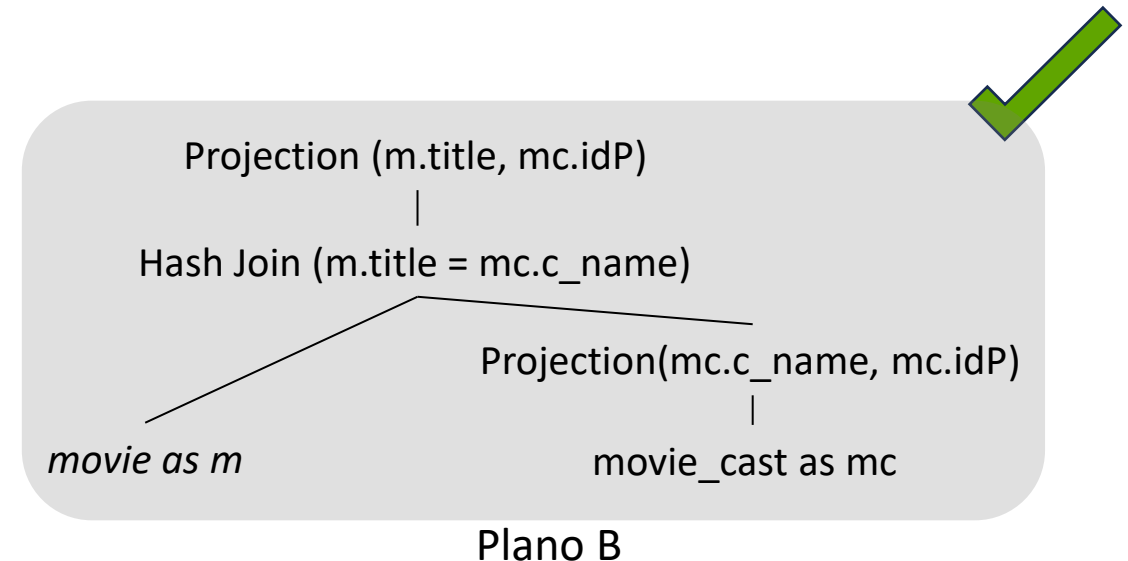 Projection (m.title, mc.idP)
Hash Join (m.title = mc.c_name)
Projection(mc.c_name, mc.idP)
movie as m
movie_cast as mc
Plano B